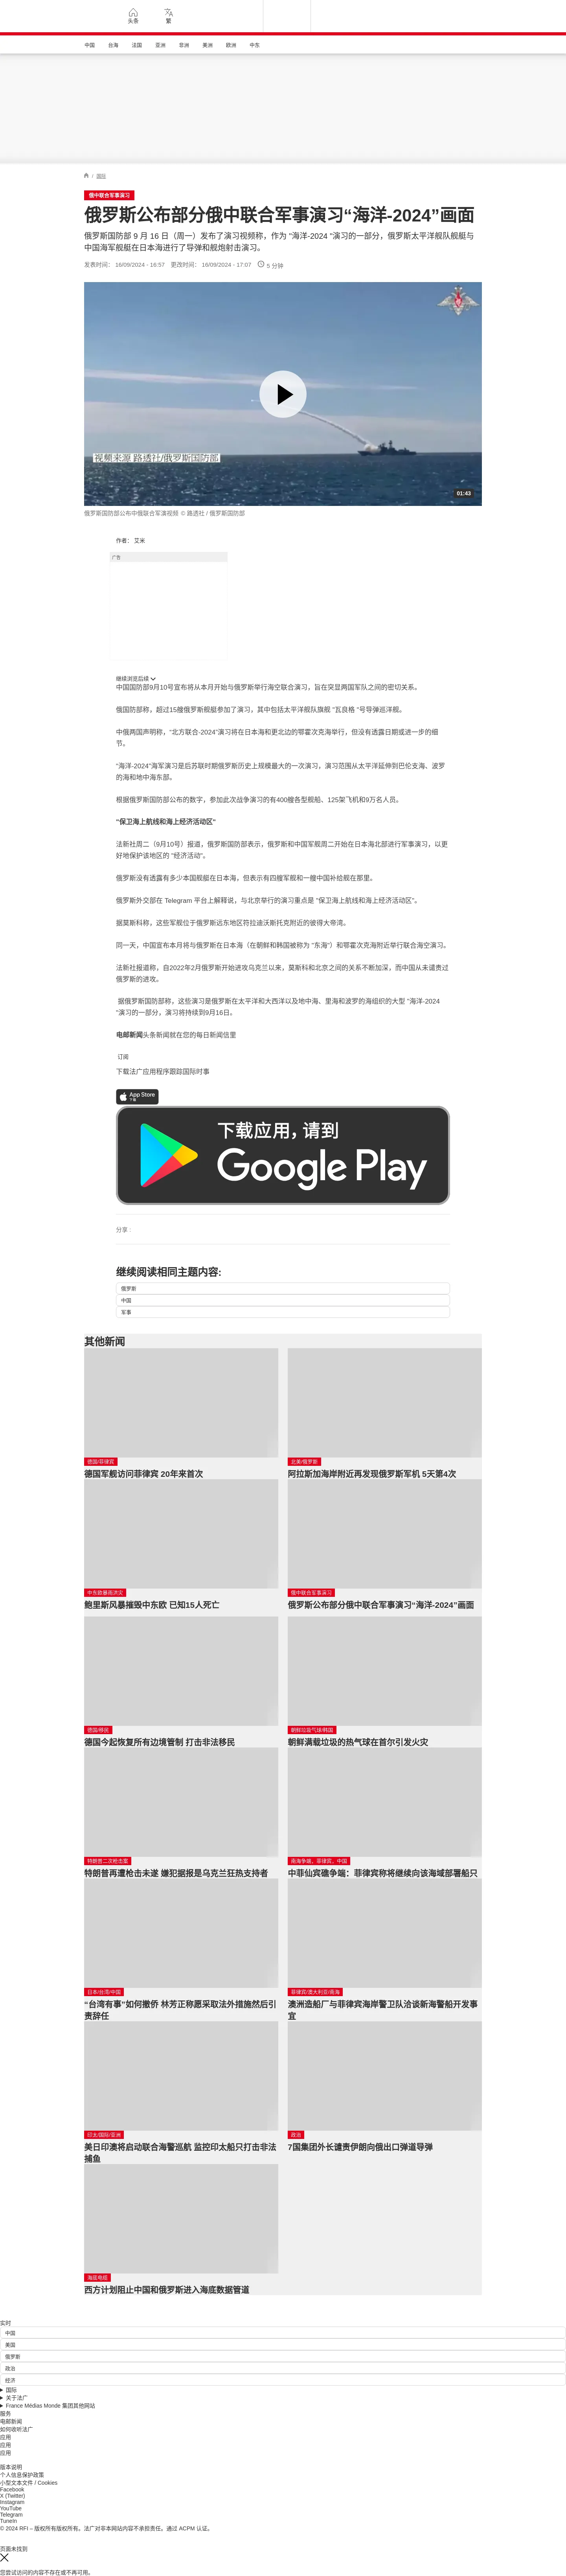 头条
繁
中国 台海 法国 亚洲 非洲 美洲 欧洲 中东
/ 国际
俄中联合军事演习
俄罗斯公布部分俄中联合军事演习“海洋-2024”画面
俄罗斯国防部 9 月 16 日（周一）发布了演习视频称，作为 “海洋-2024 ”演习的一部分，俄罗斯太平洋舰队舰艇与
中国海军舰艇在日本海进行了导弹和舰炮射击演习。
发表时间： 16/09/2024 - 16:57 更改时间： 16/09/2024 - 17:07 5 分钟
视频来源 路透社/俄罗斯国防部
01:43
俄罗斯国防部公布中俄联合军演视频 © 路透社 / 俄罗斯国防部
作者： 艾米
广告
继续浏览后续
中国国防部9月10号宣布将从本月开始与俄罗斯举行海空联合演习，旨在突显两国军队之间的密切关系。
俄国防部称，超过15艘俄罗斯舰艇参加了演习，其中包括太平洋舰队旗舰 “瓦良格 ”号导弹巡洋舰。
中俄两国声明称，“北方联合-2024”演习将在日本海和更北边的鄂霍次克海举行，但没有透露日期或进一步的细
节。
“海洋-2024”海军演习是后苏联时期俄罗斯历史上规模最大的一次演习，演习范围从太平洋延伸到巴伦支海、波罗
的海和地中海东部。
根据俄罗斯国防部公布的数字，参加此次战争演习的有400艘各型舰船、125架飞机和9万名人员。
"保卫海上航线和海上经济活动区"
法新社周二（9月10号）报道，俄罗斯国防部表示，俄罗斯和中国军舰周二开始在日本海北部进行军事演习，以更
好地保护该地区的 “经济活动”。
俄罗斯没有透露有多少本国舰艇在日本海，但表示有四艘军舰和一艘中国补给舰在那里。
俄罗斯外交部在 Telegram 平台上解释说，与北京举行的演习重点是 “保卫海上航线和海上经济活动区”。
据莫斯科称，这些军舰位于俄罗斯远东地区符拉迪沃斯托克附近的彼得大帝湾。
同一天，中国宣布本月将与俄罗斯在日本海（在朝鲜和韩国被称为 “东海”）和鄂霍次克海附近举行联合海空演习。
法新社报道称，自2022年2月俄罗斯开始进攻乌克兰以来，莫斯科和北京之间的关系不断加深，而中国从未谴责过
俄罗斯的进攻。
据俄罗斯国防部称，这些演习是俄罗斯在太平洋和大西洋以及地中海、里海和波罗的海组织的大型 “海洋-2024
”演习的一部分，演习将持续到9月16日。
电邮新闻头条新闻就在您的每日新闻信里
订阅
下载法广应用程序跟踪国际时事
App Store
下载
下载应用，请到
Google Play
分享 :
继续阅读相同主题内容:
俄罗斯
中国
军事
其他新闻
德国/菲律宾
德国军舰访问菲律宾 20年来首次
北美/俄罗斯
阿拉斯加海岸附近再发现俄罗斯军机 5天第4次
中东欧暴雨洪灾
鲍里斯风暴摧毁中东欧 已知15人死亡
俄中联合军事演习
俄罗斯公布部分俄中联合军事演习“海洋-2024”画面
德国/移民
德国今起恢复所有边境管制 打击非法移民
朝鲜垃圾气球/韩国
朝鲜满载垃圾的热气球在首尔引发火灾
特朗普二次枪击案
特朗普再遭枪击未遂 嫌犯据报是乌克兰狂热支持者
南海争端、菲律宾、中国
中菲仙宾礁争端：菲律宾称将继续向该海域部署船只
日本/台湾/中国
“台湾有事”如何撤侨 林芳正称愿采取法外措施然后引
责辞任
菲律宾/澳大利亚/南海
澳洲造船厂与菲律宾海岸警卫队洽谈新海警船开发事
宜
印太/国际/亚洲
美日印澳将启动联合海警巡航 监控印太船只打击非法
捕鱼
政治
7国集团外长谴责伊朗向俄出口弹道导弹
海底电缆
西方计划阻止中国和俄罗斯进入海底数据管道
实时
中国
美国
俄罗斯
政治
经济
国际
关于法广
France Médias Monde 集团其他网站
服务
电邮新闻
如何收听法广
应用
应用
应用
版本说明
个人信息保护政策
小型文本文件 / Cookies
Facebook
X (Twitter)
Instagram
YouTube
Telegram
TuneIn
© 2024 RFI – 版权所有版权所有。法广对非本网站内容不承担责任。通过 ACPM 认证。
页面未找到
您尝试访问的内容不存在或不再可用。